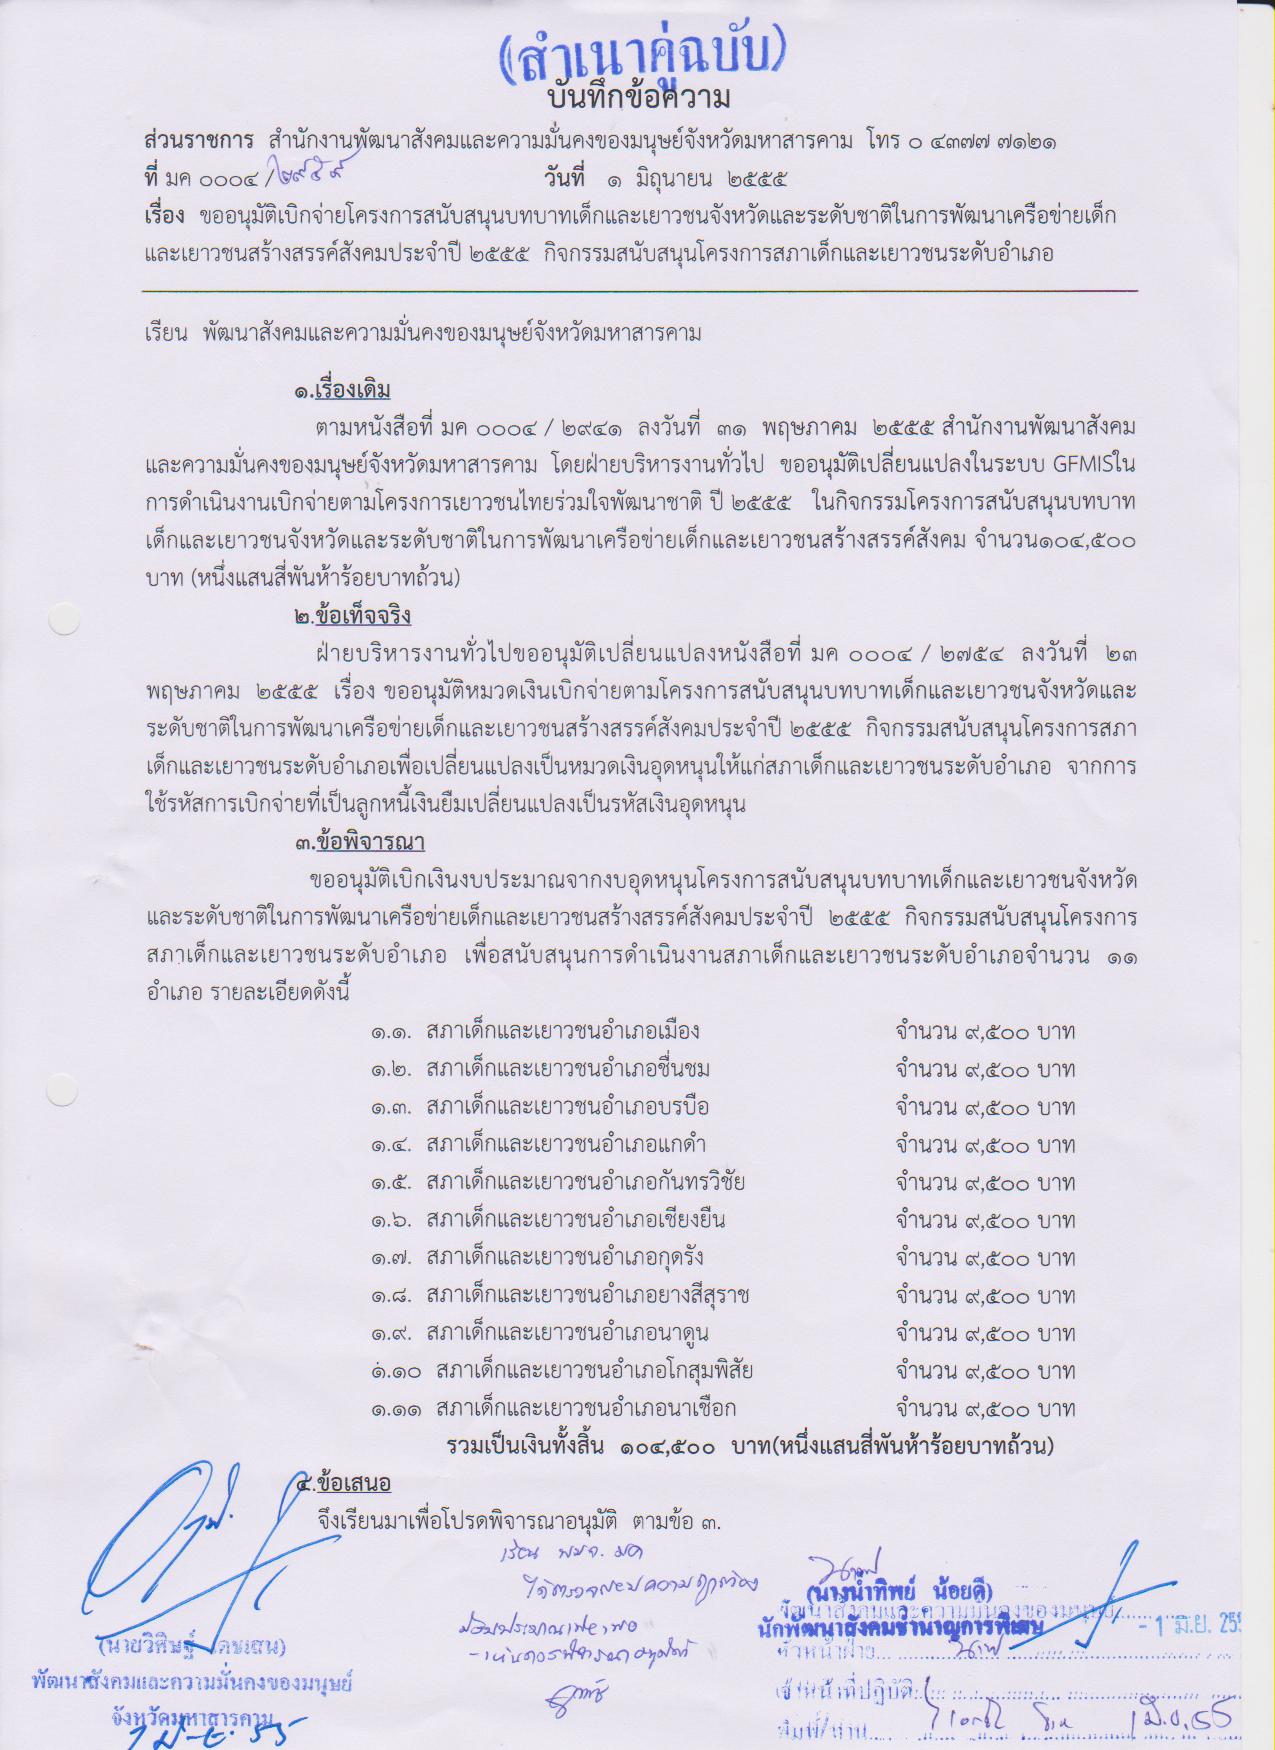 (สำเนาคู่ฉบับ)
บันทึกข้อความ
ส่วนราชการ สำนักงานพัฒนาสังคมและความมั่นคงของมนุษย์จังหวัดมหาสารคาม โทร ๐ ๔๓๗๗ ๗๑๒๑
ที่ มค ๐๐๐๔ / ๒๙๕๙ วันที่ ๑ มิถุนายน ๒๕๕๕
เรื่อง ขออนุมัติเบิกจ่ายโครงการสนับสนุนบทบาทเด็กและเยาวชนจังหวัดและระดับชาติในการพัฒนาเครือข่ายเด็ก
และเยาวชนสร้างสรรค์สังคมประจำปี ๒๕๕๕ กิจกรรมสนับสนุนโครงการสภาเด็กและเยาวชนระดับอำเภอ
เรียน พัฒนาสังคมและความมั่นคงของมนุษย์จังหวัดมหาสารคาม
๑.เรื่องเดิม
ตามหนังสือที่ มค ๐๐๐๔ / ๒๙๔๑ ลงวันที่ ๓๑ พฤษภาคม ๒๕๕๕ สำนักงานพัฒนาสังคม
และความมั่นคงของมนุษย์จังหวัดมหาสารคาม โดยฝ่ายบริหารงานทั่วไป ขออนุมัติเปลี่ยนแปลงในระบบ GFMISใน
การดำเนินงานเบิกจ่ายตามโครงการเยาวชนไทยร่วมใจพัฒนาชาติ ปี ๒๕๕๕ ในกิจกรรมโครงการสนับสนุนบทบาท
เด็กและเยาวชนจังหวัดและระดับชาติในการพัฒนาเครือข่ายเด็กและเยาวชนสร้างสรรค์สังคม จำนวน๑๐๔,๕๐๐
บาท (หนึ่งแสนสี่พันห้าร้อยบาทถ้วน)
๒.ข้อเท็จจริง
ฝ่ายบริหารงานทั่วไปขออนุมัติเปลี่ยนแปลงหนังสือที่ มค ๐๐๐๔ / ๒๗๕๔ ลงวันที่ ๒๓
พฤษภาคม ๒๕๕๕ เรื่อง ขออนุมัติหมวดเงินเบิกจ่ายตามโครงการสนับสนุนบทบาทเด็กและเยาวชนจังหวัดและ
ระดับชาติในการพัฒนาเครือข่ายเด็กและเยาวชนสร้างสรรค์สังคมประจำปี ๒๕๕๕ กิจกรรมสนับสนุนโครงการสภา
เด็กและเยาวชนระดับอำเภอเพื่อเปลี่ยนแปลงเป็นหมวดเงินอุดหนุนให้แก่สภาเด็กและเยาวชนระดับอำเภอ จากการ
ใช้รหัสการเบิกจ่ายที่เป็นลูกหนี้เงินยืมเปลี่ยนแปลงเป็นรหัสเงินอุดหนุน
๓.ข้อพิจารณา
ขออนุมัติเบิกเงินงบประมาณจากงบอุดหนุนโครงการสนับสนุนบทบาทเด็กและเยาวชนจังหวัด
และระดับชาติในการพัฒนาเครือข่ายเด็กและเยาวชนสร้างสรรค์สังคมประจำปี ๒๕๕๕ กิจกรรมสนับสนุนโครงการ
สภาเด็กและเยาวชนระดับอำเภอ เพื่อสนับสนุนการดำเนินงานสภาเด็กและเยาวชนระดับอำเภอจำนวน ๑๑
อำเภอ รายละเอียดดังนี้
๑.๑. สภาเด็กและเยาวชนอำเภอเมือง จำนวน ๙,๕๐๐ บาท
๑.๒. สภาเด็กและเยาวชนอำเภอชื่นชม จำนวน ๙,๕๐๐ บาท
๑.๓. สภาเด็กและเยาวชนอำเภอบรบือ จำนวน ๙,๕๐๐ บาท
๑.๔. สภาเด็กและเยาวชนอำเภอแกดำ จำนวน ๙,๕๐๐ บาท
๑.๕. สภาเด็กและเยาวชนอำเภอกันทรวิชัย จำนวน ๙,๕๐๐ บาท
๑.๖. สภาเด็กและเยาวชนอำเภอเชียงยืน จำนวน ๙,๕๐๐ บาท
๑.๗. สภาเด็กและเยาวชนอำเภอกุดรัง จำนวน ๙,๕๐๐ บาท
๑.๘. สภาเด็กและเยาวชนอำเภอยางสีสุราช จำนวน ๙,๕๐๐ บาท
๑.๙. สภาเด็กและเยาวชนอำเภอนาดูน จำนวน ๙,๕๐๐ บาท
๑.๑๐ สภาเด็กและเยาวชนอำเภอโกสุมพิสัย จำนวน ๙,๕๐๐ บาท
๑.๑๑ สภาเด็กและเยาวชนอำเภอนาเชือก จำนวน ๙,๕๐๐ บาท
รวมเป็นเงินทั้งสิ้น ๑๐๔,๕๐๐ บาท(หนึ่งแสนสี่พันห้าร้อยบาทถ้วน)
๔.ข้อเสนอ
จึงเรียนมาเพื่อโปรดพิจารณาอนุมัติ ตามข้อ ๓.
เรียน พมจ. มค
ได้ตรวจสอบความถูกต้อง
- เห็นควรพิจารณาอนุมัติ
(นายวิศิษฐ์ เดชเสน)
พัฒนาสังคมและความมั่นคงของมนุษย์
จังหวัดมหาสารคาม
1 มิ.ย. 55
(นางน้ำทิพย์ น้อยดี)
พัฒนาสังคมและความมั่นคงของมนุษย์
นักพัฒนาสังคมชำนาญการพิเศษ
- 1 มิ.ย. 255
หัวหน้าฝ่าย
เจ้าหน้าที่ปฏิบัติ
พิมพ์/ทาน 1 มิ.ย. 55